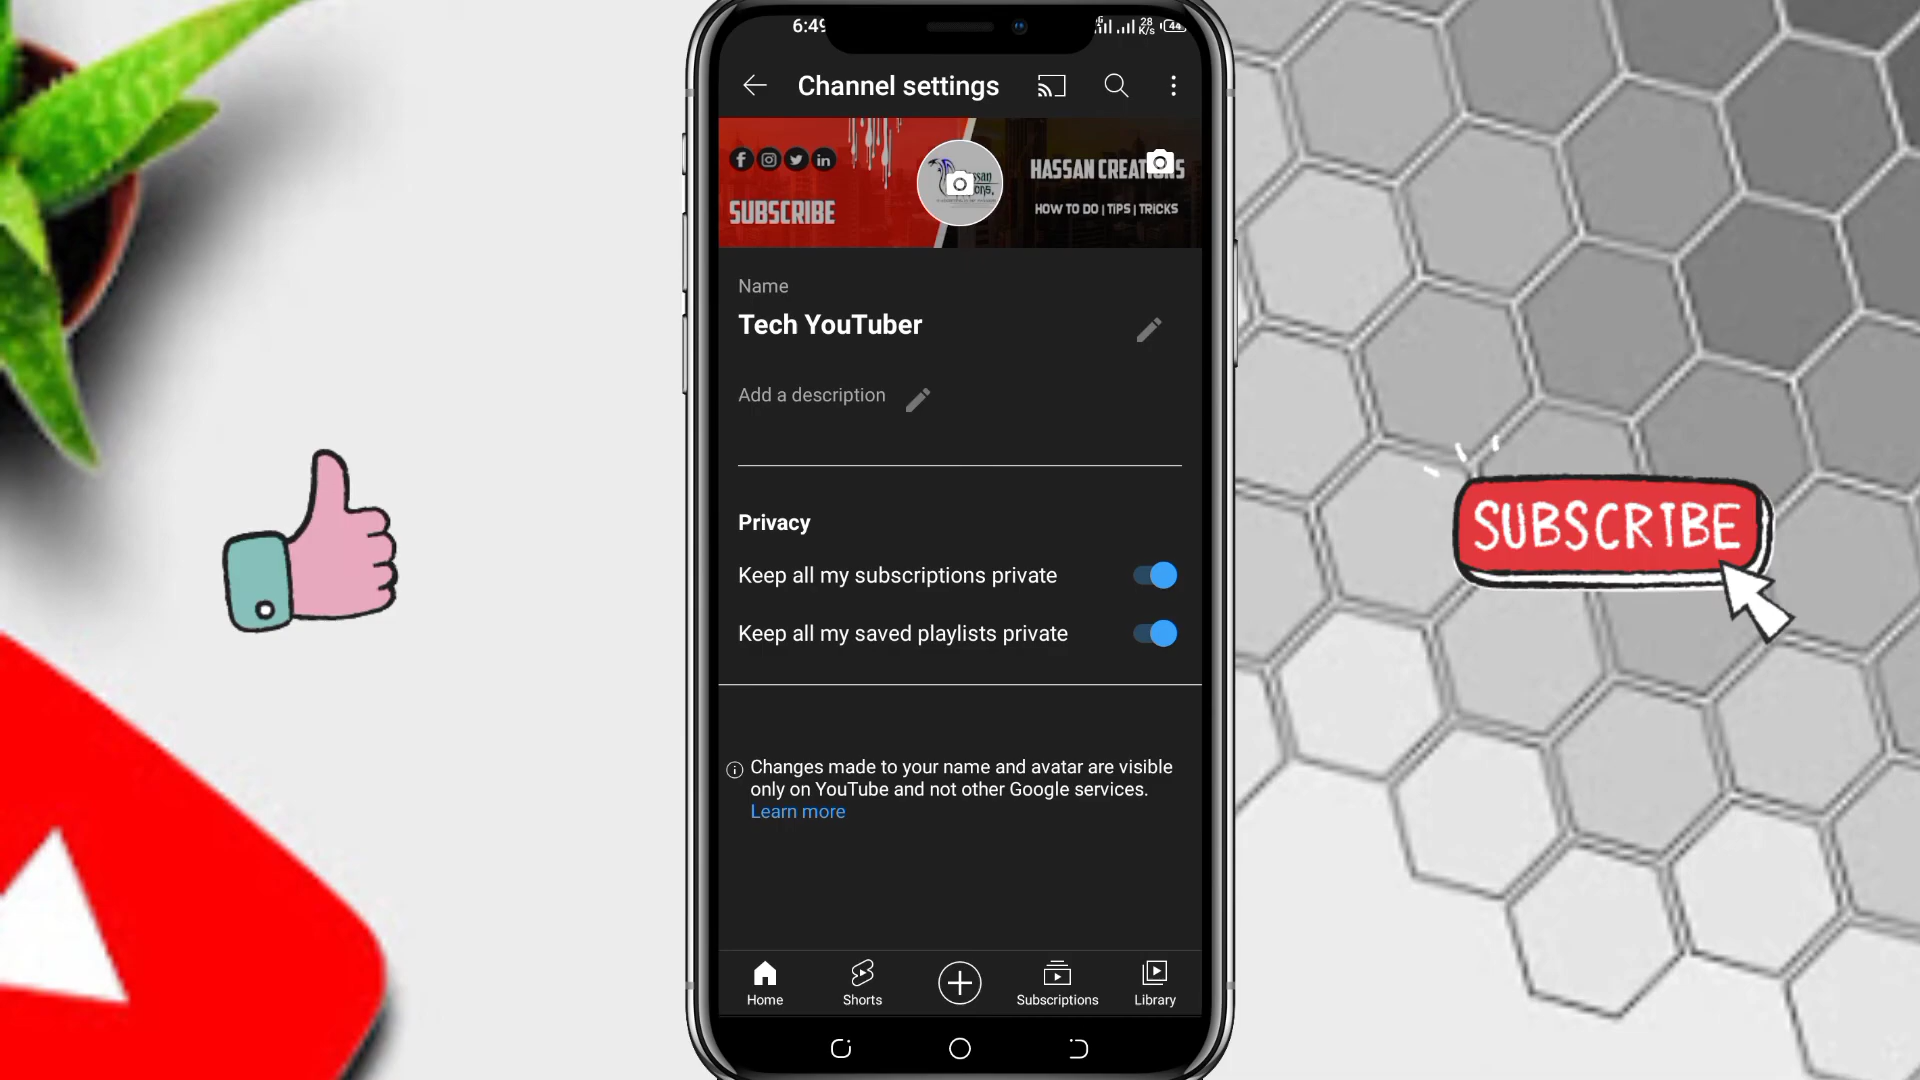 6:49
28
K/s
44
Channel settings
SUBSCRIBE
HASSAN CREATIONS
HOW TO DO | TIPS | TRICKS
Name
Tech YouTuber
Add a description
Privacy
Keep all my subscriptions private
Keep all my saved playlists private
Changes made to your name and avatar are visible
only on YouTube and not other Google services.
Learn more
Home
Shorts
Subscriptions
Library
SUBSCRIBE